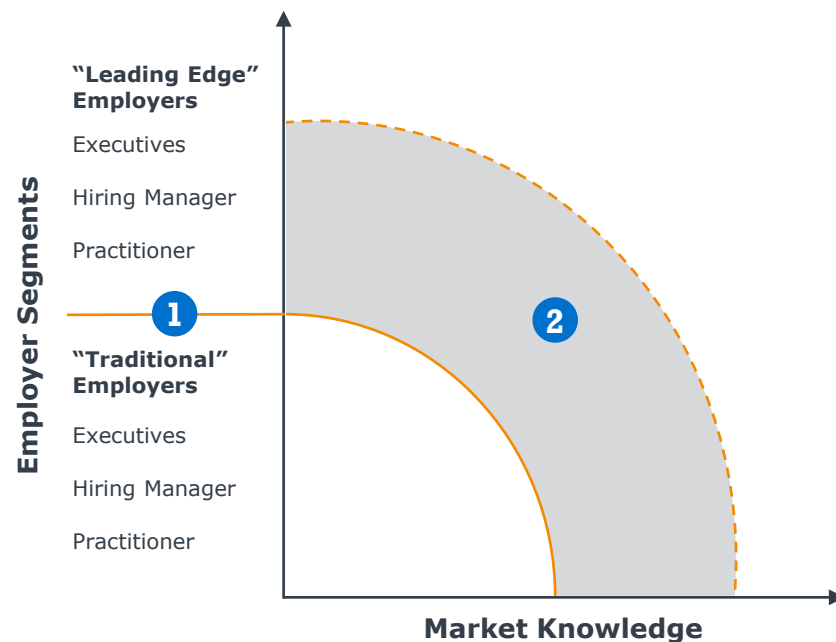 “Leading Edge”
Employers
Executives
Hiring Manager
Practitioner
1
2
“Traditional”
Employers
Executives
Hiring Manager
Practitioner
Employer Segments
Market Knowledge